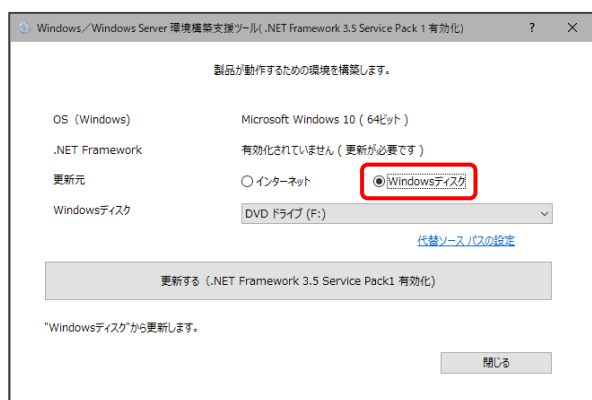 Windows／Windows Server 環境構築支援ツール( .NET Framework 3.5 Service Pack 1 有効化)
製品が動作するための環境を構築します。
OS（Windows） Microsoft Windows 10 ( 64ビット )
.NET Framework 有効化されていません ( 更新が必要です )
更新元 インターネット Windowsディスク
Windowsディスク DVD ドライブ (F:)
代替ソース パスの設定
更新する（.NET Framework 3.5 Service Pack1 有効化)
"Windowsディスク"から更新します。
閉じる